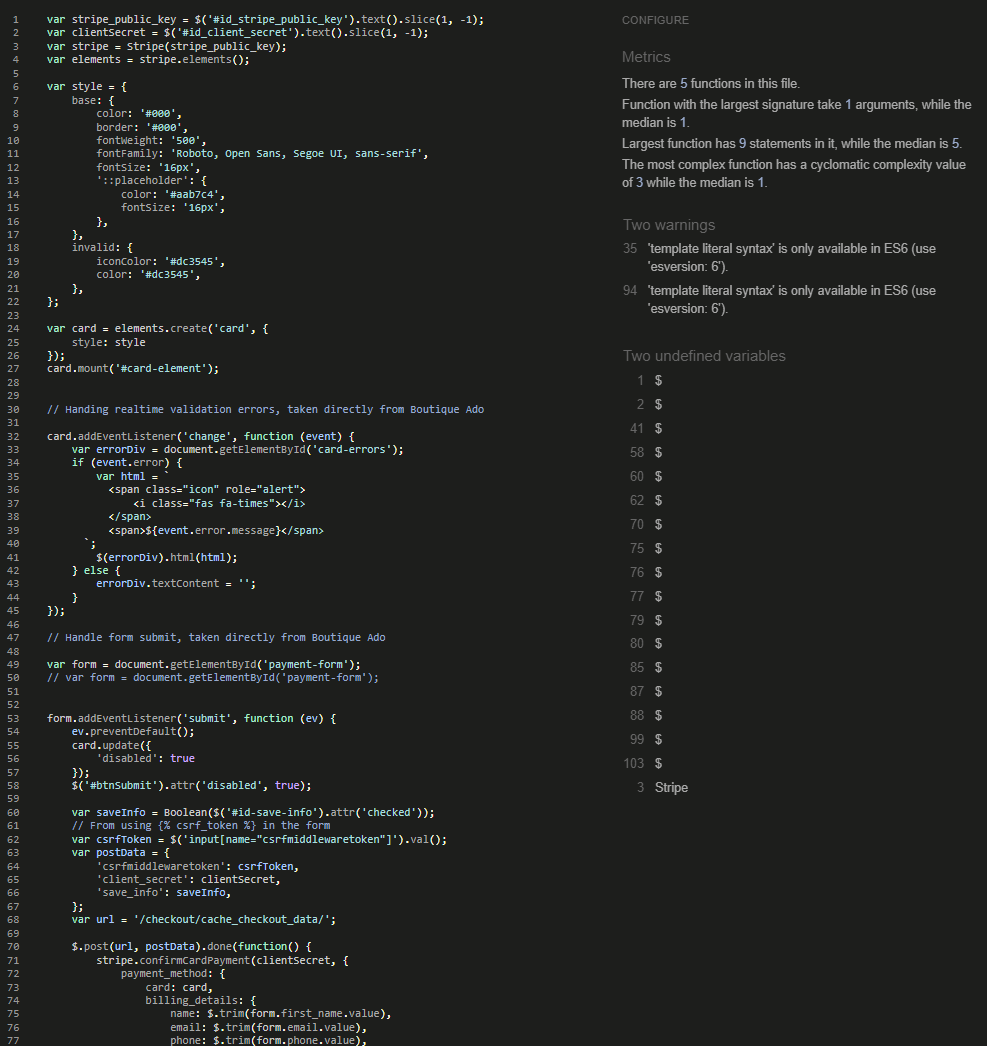 1 var stripe_public_key = $('#id_stripe_public_key').text().slice(1, -1);
2 var clientSecret = $('#id_client_secret').text().slice(1, -1);
3 var stripe = Stripe(stripe_public_key);
4 var elements = stripe.elements();
5
6 var style = {
7 base: {
8 color: '#000',
9 border: '#000',
10 fontWeight: '500',
11 fontFamily: 'Roboto, Open Sans, Segoe UI, sans-serif',
12 fontSize: '16px',
13 '::placeholder': {
14 color: '#aab7c4',
15 fontSize: '16px',
16 },
17 },
18 invalid: {
19 iconColor: '#dc3545',
20 color: '#dc3545',
21 },
22 };
23
24 var card = elements.create('card', {
25 style: style
26 });
27 card.mount('#card-element');
28
29
30 // Handing realtime validation errors, taken directly from Boutique Ado
31
32 card.addEventListener('change', function (event) {
33 var errorDiv = document.getElementById('card-errors');
34 if (event.error) {
35 var html = `
36 <span class="icon" role="alert">
37 <i class="fas fa-times"></i>
38 </span>
39 <span>${event.error.message}</span>
40 `;
41 $(errorDiv).html(html);
42 } else {
43 errorDiv.textContent = '';
44 }
45 });
46
47 // Handle form submit, taken directly from Boutique Ado
48
49 var form = document.getElementById('payment-form');
50 // var form = document.getElementById('payment-form');
51
52
53 form.addEventListener('submit', function (ev) {
54 ev.preventDefault();
55 card.update({
56 'disabled': true
57 });
58 $('#btnSubmit').attr('disabled', true);
59
60 var saveInfo = Boolean($('#id-save-info').attr('checked'));
61 // From using {% csrf_token %} in the form
62 var csrfToken = $('input[name="csrfmiddlewaretoken"]').val();
63 var postData = {
64 'csrfmiddlewaretoken': csrfToken,
65 'client_secret': clientSecret,
66 'save_info': saveInfo,
67 };
68 var url = '/checkout/cache_checkout_data/';
69
70 $.post(url, postData).done(function() {
71 stripe.confirmCardPayment(clientSecret, {
72 payment_method: {
73 card: card,
74 billing_details: {
75 name: $.trim(form.first_name.value),
76 email: $.trim(form.email.value),
77 phone: $.trim(form.phone.value),
CONFIGURE
Metrics
There are 5 functions in this file.
Function with the largest signature take 1 arguments, while the
median is 1.
Largest function has 9 statements in it, while the median is 5.
The most complex function has a cyclomatic complexity value
of 3 while the median is 1.
Two warnings
35 'template literal syntax' is only available in ES6 (use
'esversion: 6').
94 'template literal syntax' is only available in ES6 (use
'esversion: 6').
Two undefined variables
1 $
2 $
41 $
58 $
60 $
62 $
70 $
75 $
76 $
77 $
79 $
80 $
85 $
87 $
88 $
99 $
103 $
3 Stripe